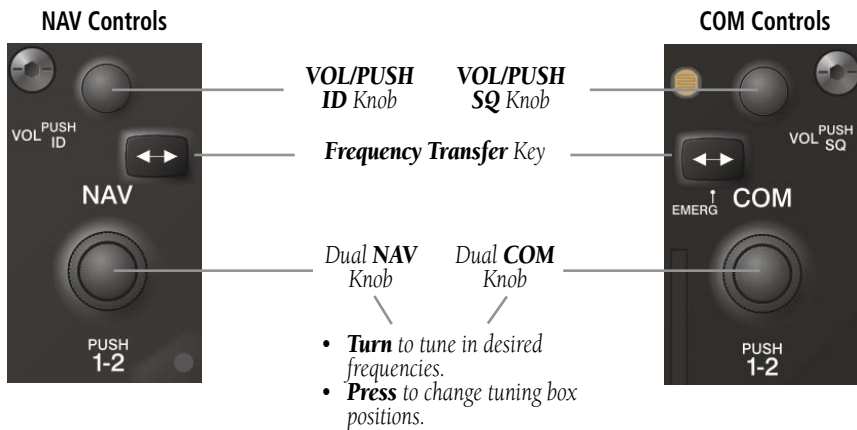 NAV Controls
COM Controls
VOL/PUSH
ID Knob
VOL/PUSH
SQ Knob
VOL PUSH
ID
VOL PUSH
SQ
Frequency Transfer Key
NAV
EMERG
COM
Dual NAV
Knob
Dual COM
Knob
PUSH
1-2
PUSH
1-2
• Turn to tune in desired
frequencies.
• Press to change tuning box
positions.